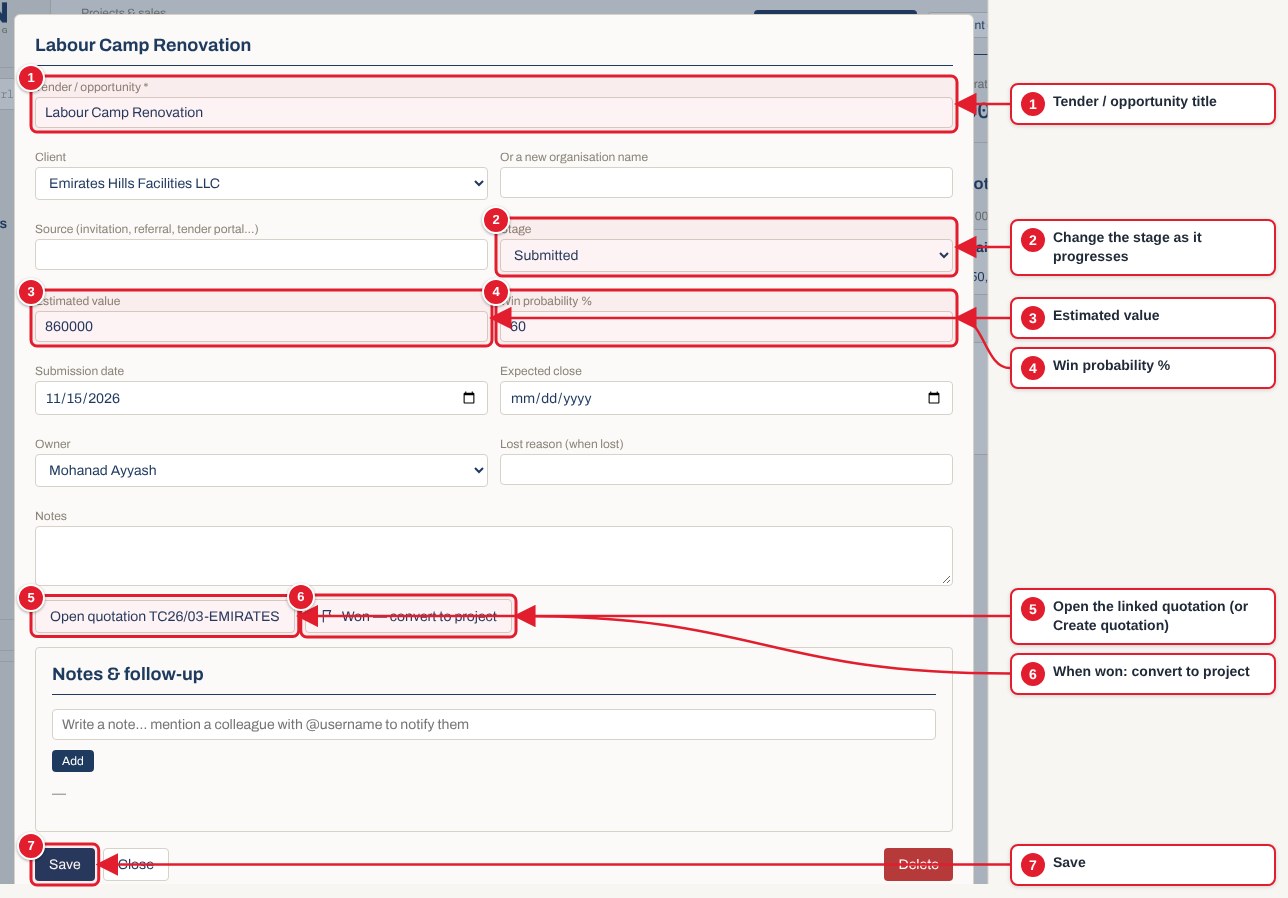 Projects & sales
Labour Camp Renovation
1
Tender / opportunity *
Labour Camp Renovation
1 Tender / opportunity title
Client
Or a new organisation name
Emirates Hills Facilities LLC
Source (invitation, referral, tender portal...)
2
Stage
Submitted
2 Change the stage as it
progresses
3
Estimated value
4
Win probability %
860000
60
3 Estimated value
4 Win probability %
Submission date
Expected close
11/15/2026
mm/dd/yyyy
Owner
Lost reason (when lost)
Mohanad Ayyash
Notes
5
Open quotation TC26/03-EMIRATES
6
Won — convert to project
5 Open the linked quotation (or
Create quotation)
6 When won: convert to project
Notes & follow-up
Write a note... mention a colleague with @username to notify them
Add
—
7
Save
Close
Delete
7 Save